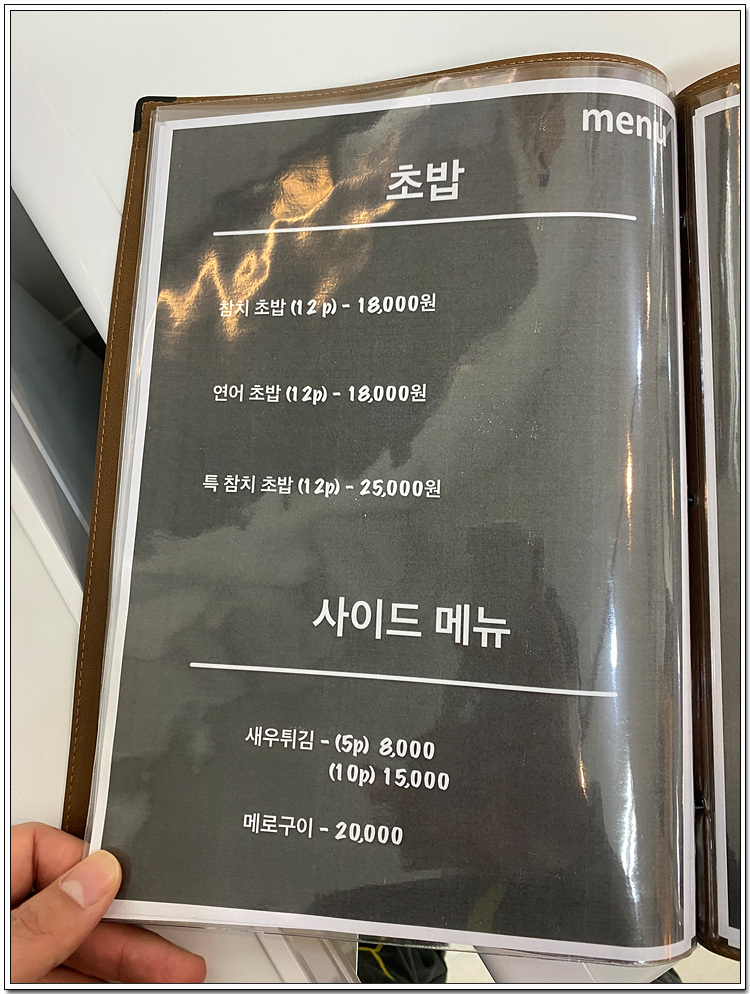 menu
초밥
참치 초밥 (12p) - 18,000원
연어 초밥 (12p) - 18,000원
특 참치 초밥 (12p) - 25,000원
사이드 메뉴
새우튀김 - (5p) 8,000
(10p) 15,000
메로구이 - 20,000